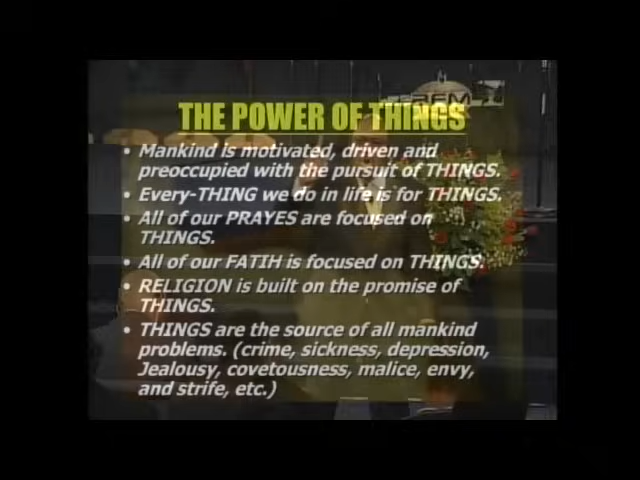 TREM
THE POWER OF THINGS
• Mankind is motivated, driven and
preoccupied with the pursuit of THINGS.
• Every-THING we do in life is for THINGS.
• All of our PRAYES are focused on
THINGS.
• All of our FATIH is focused on THINGS.
• RELIGION is built on the promise of
THINGS.
• THINGS are the source of all mankind
problems. (crime, sickness, depression,
Jealousy, covetousness, malice, envy,
and strife, etc.)